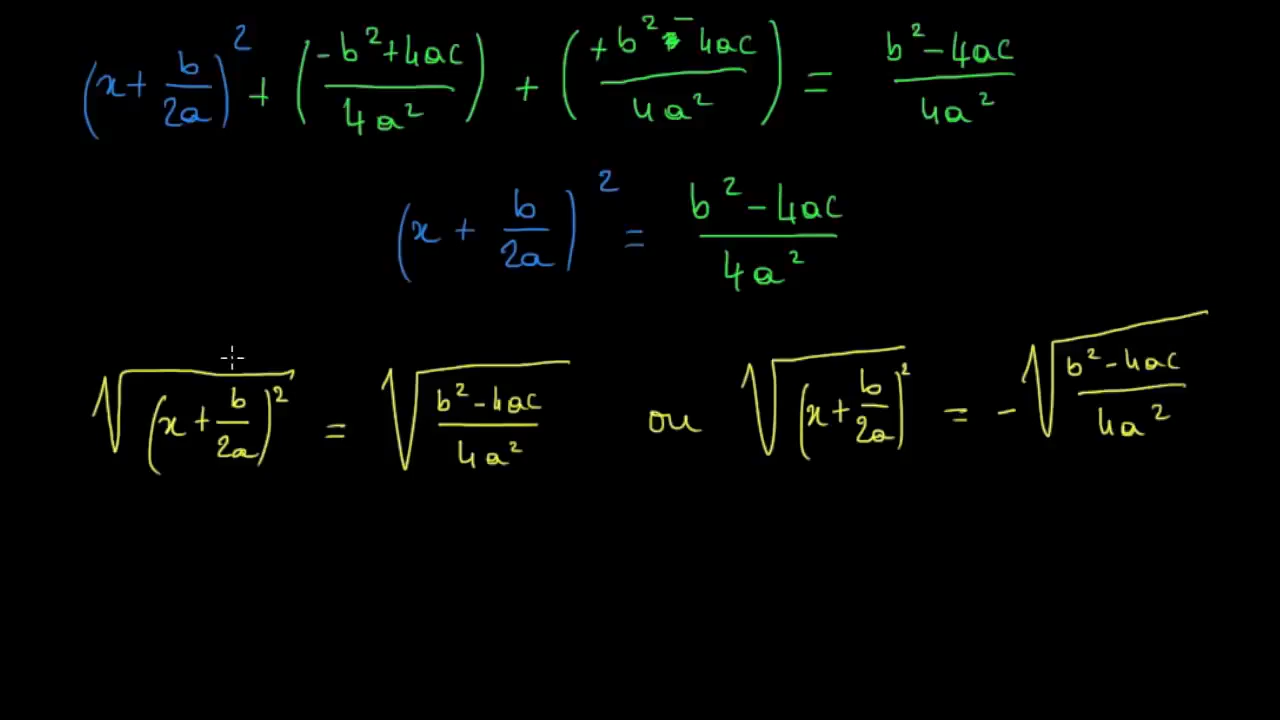 (x + b/2a)² + (-b² + 4ac / 4a²) + (+b² - 4ac / 4a²) = b² - 4ac / 4a²
(x + b/2a)² = b² - 4ac / 4a²
√(x + b/2a)² = √(b² - 4ac / 4a²) ou √(x + b/2a)² = -√(b² - 4ac / 4a²)